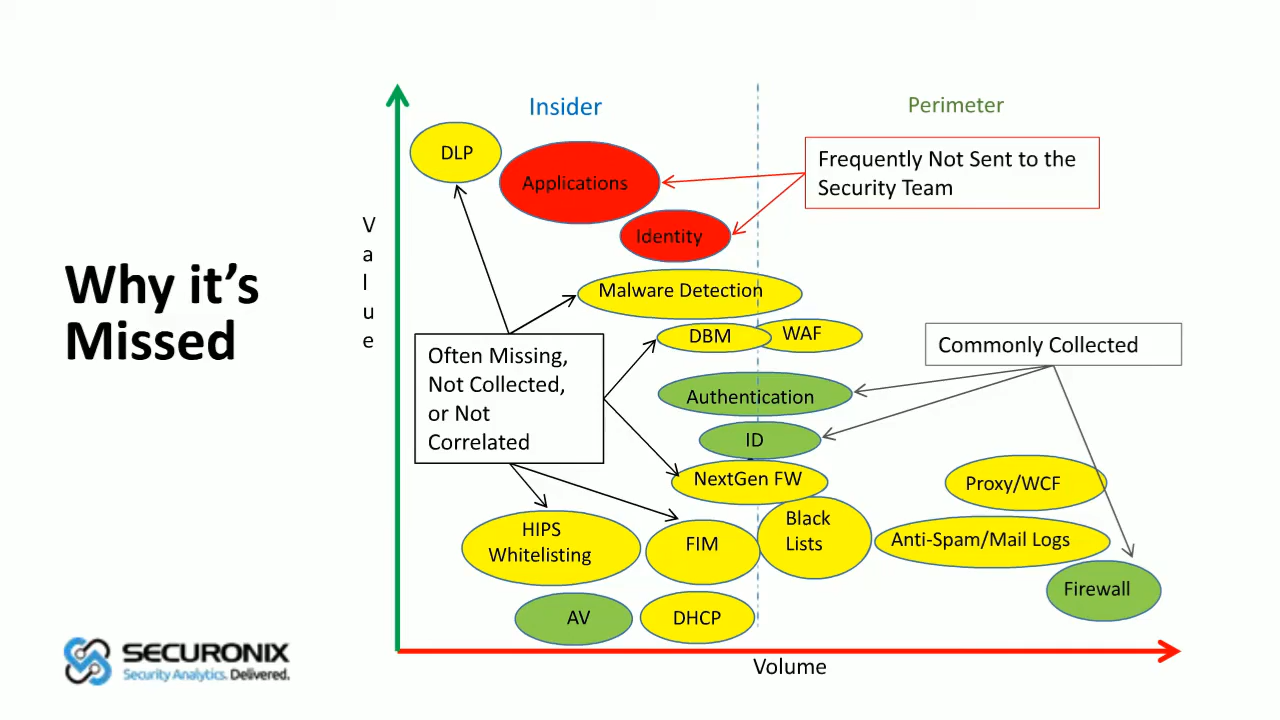 Insider
Perimeter
DLP
Applications
Frequently Not Sent to the
Security Team
Identity
Value
Why it's
Missed
Malware Detection
DBM
WAF
Often Missing,
Not Collected,
or Not
Correlated
Commonly Collected
Authentication
ID
NextGen FW
Proxy/WCF
Black
Lists
HIPS
Whitelisting
FIM
Anti-Spam/Mail Logs
Firewall
AV
DHCP
Volume
SECURONIX
Security Analytics. Delivered.